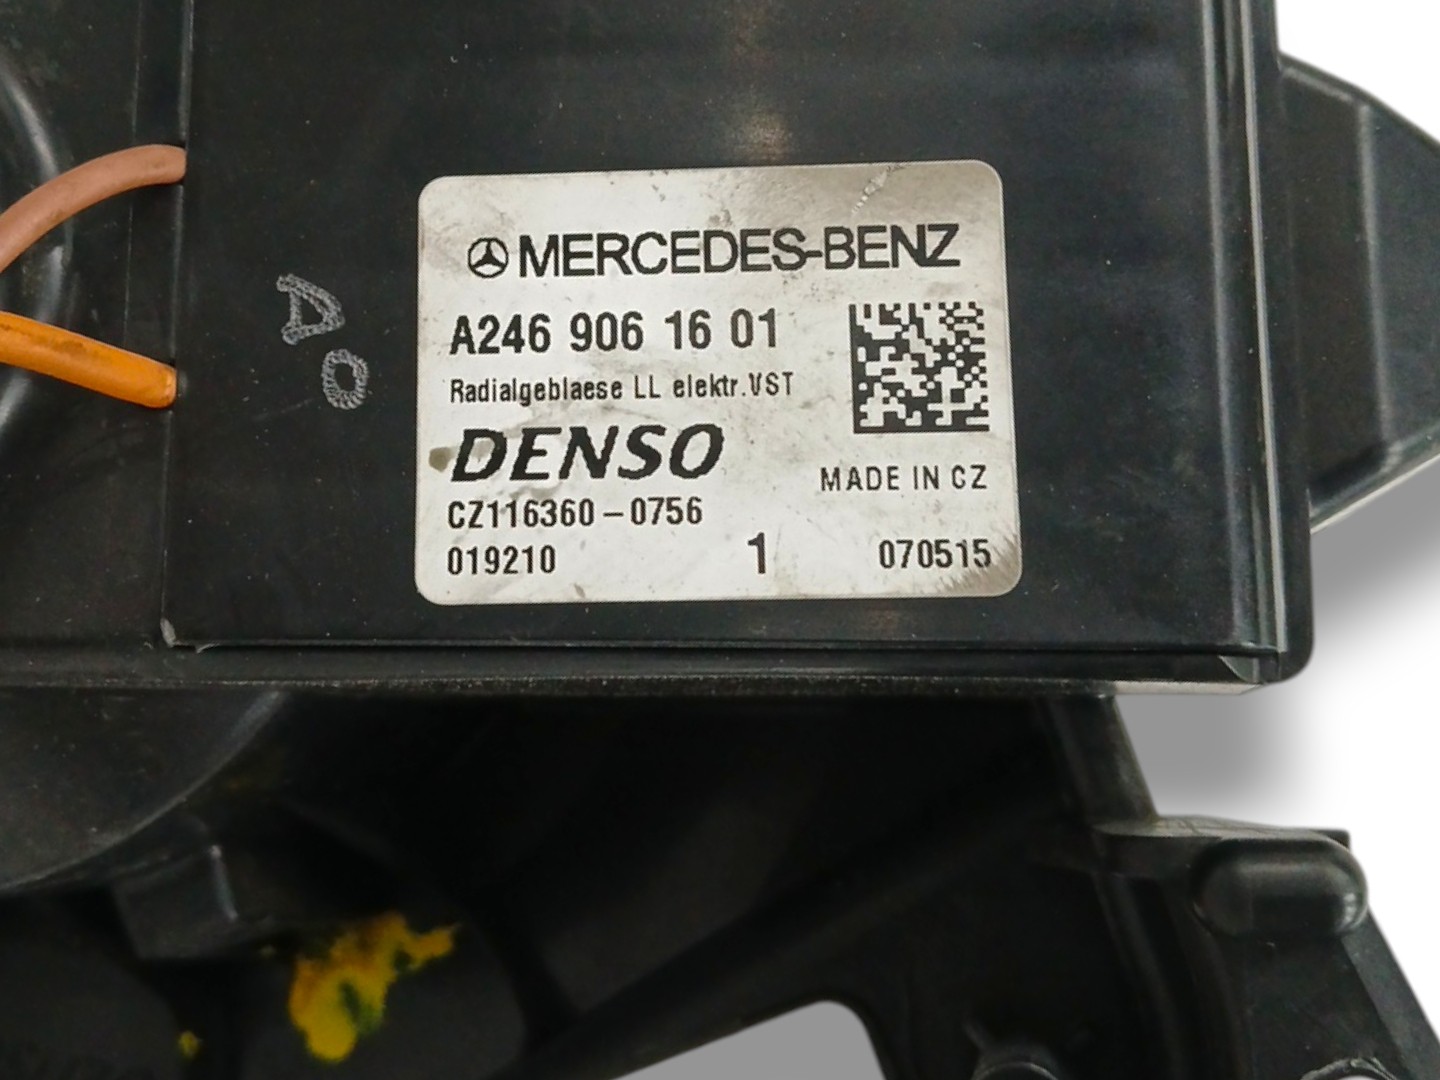 MERCEDES-BENZ
A246 906 16 01
Radialgeblaese LL elektr.VST
DENSO
MADE IN CZ
CZ116360-0756
019210 1 070515